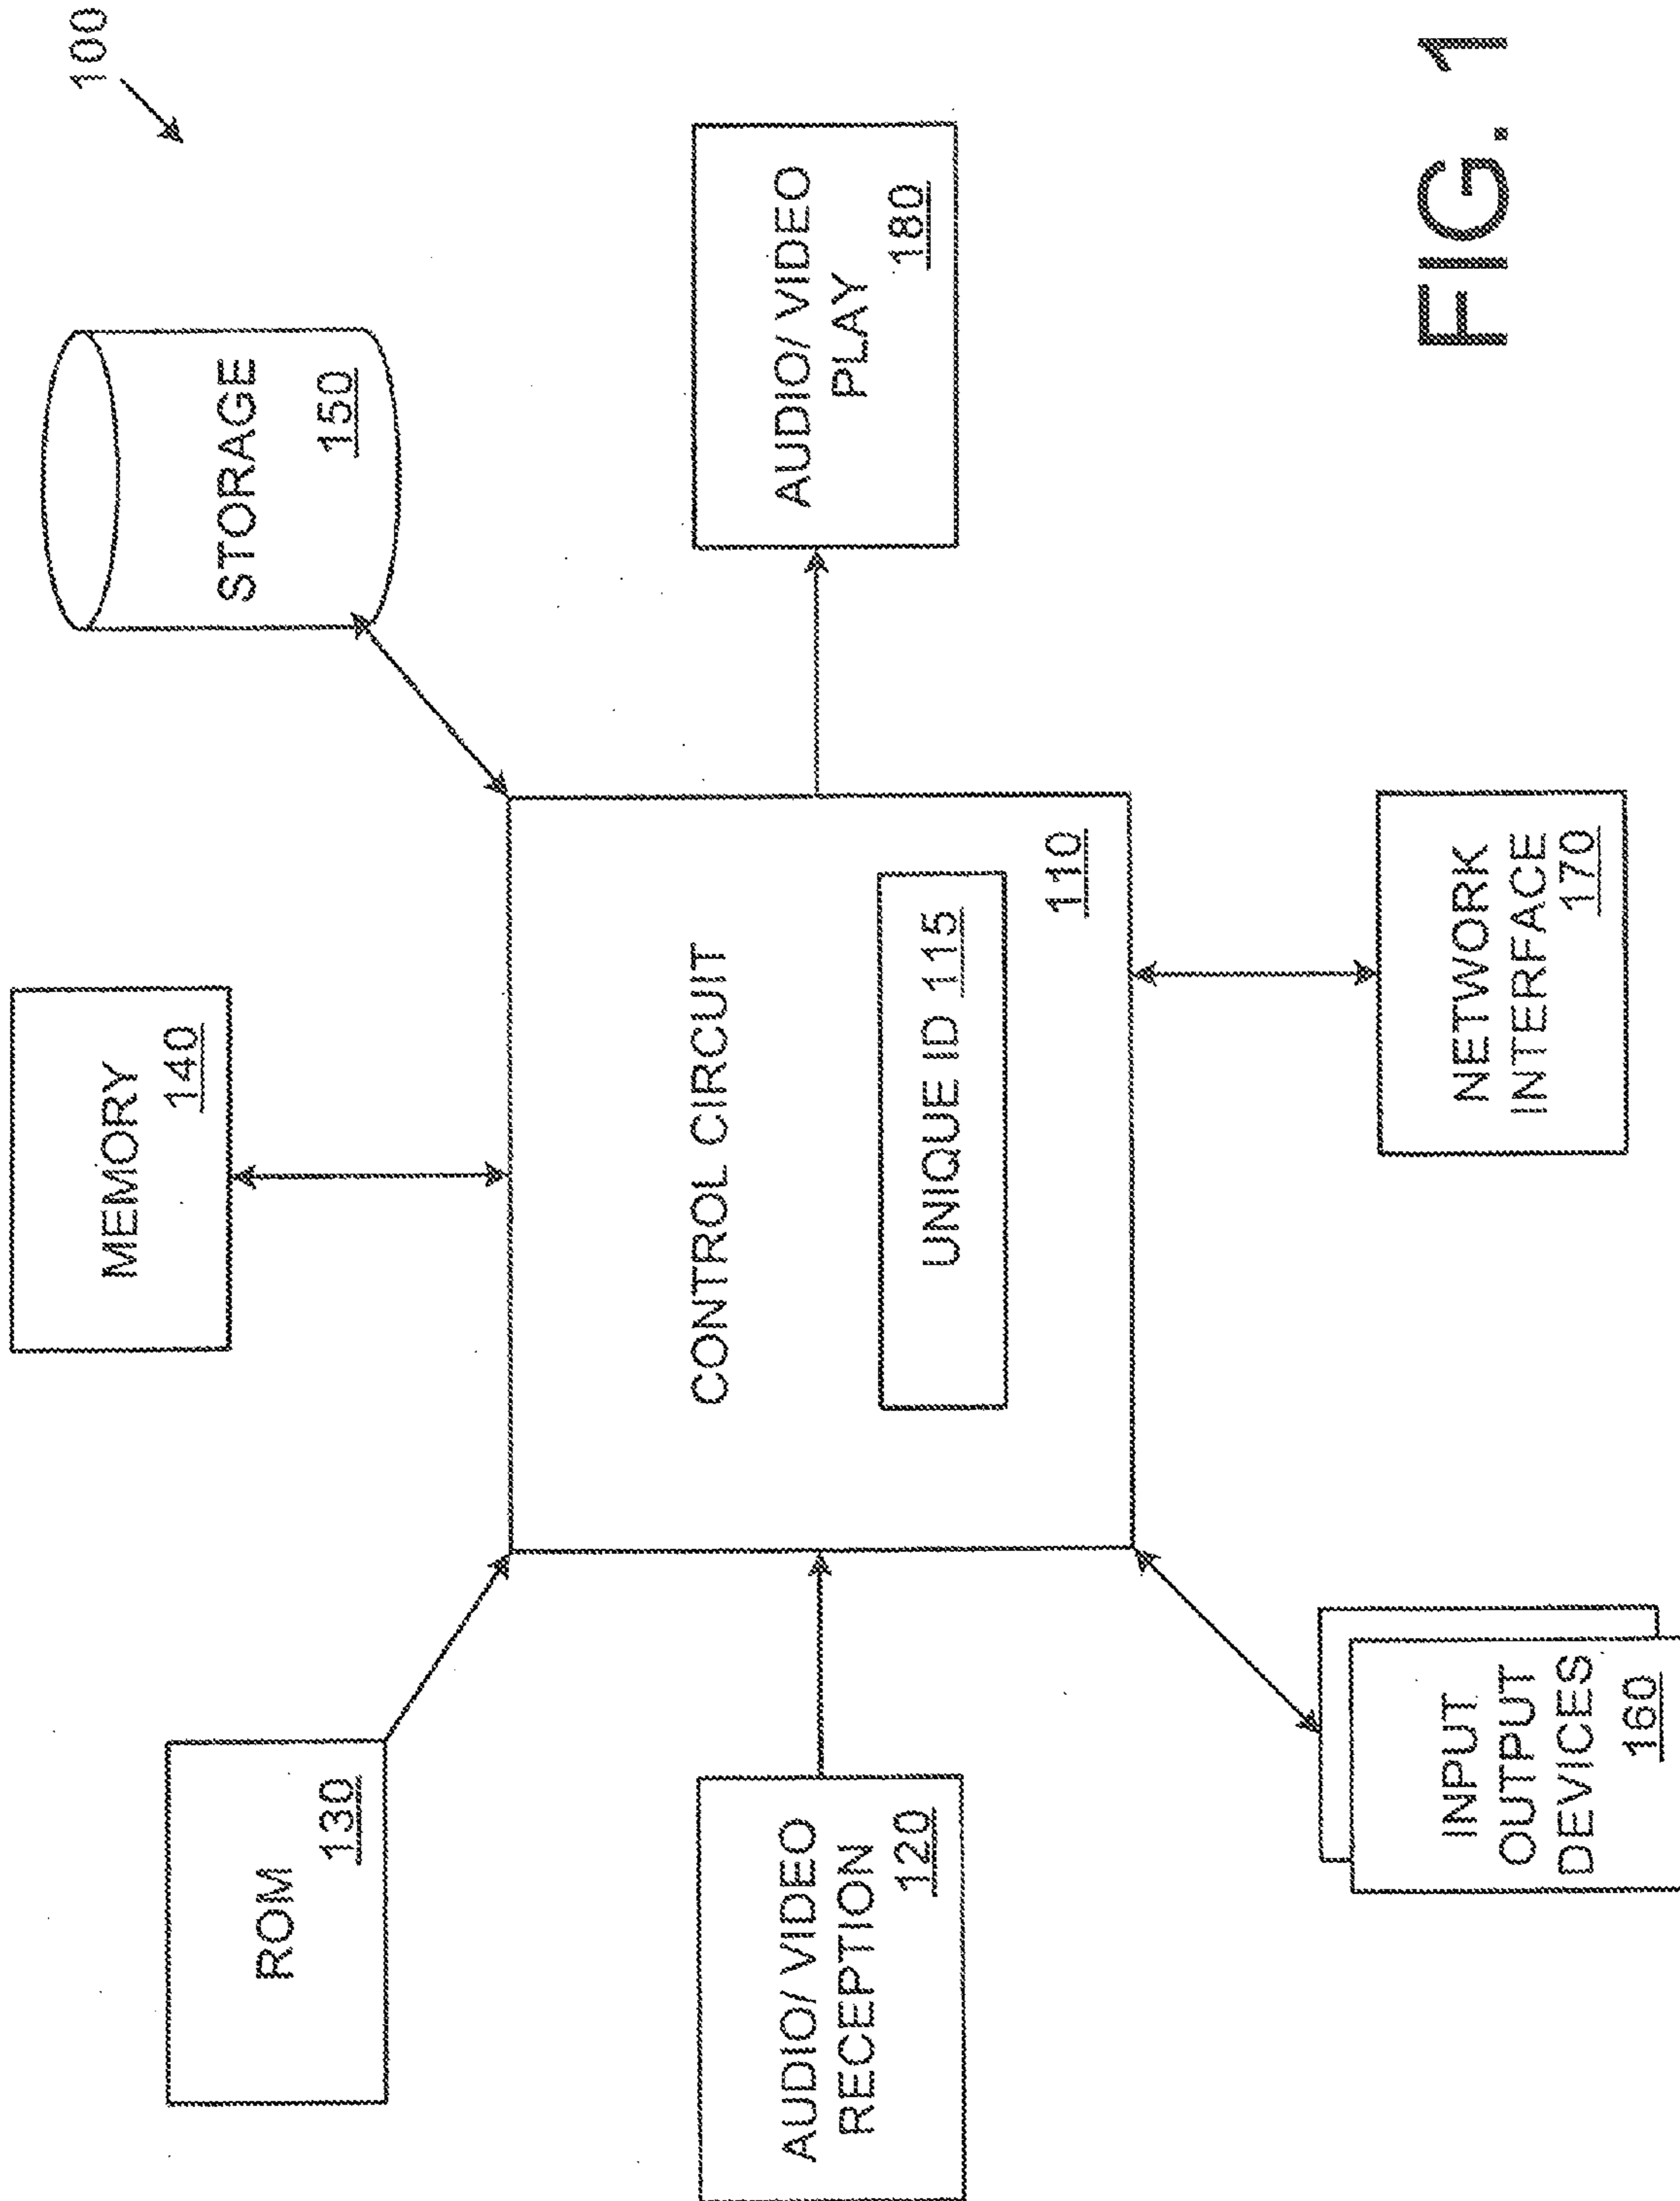 100
ROM
130
MEMORY
140
STORAGE
150
AUDIO/ VIDEO
RECEPTION
120
CONTROL CIRCUIT
UNIQUE ID 115
110
AUDIO/ VIDEO
PLAY
180
INPUT
OUTPUT
DEVICES
160
NETWORK
INTERFACE
170
FIG. 1